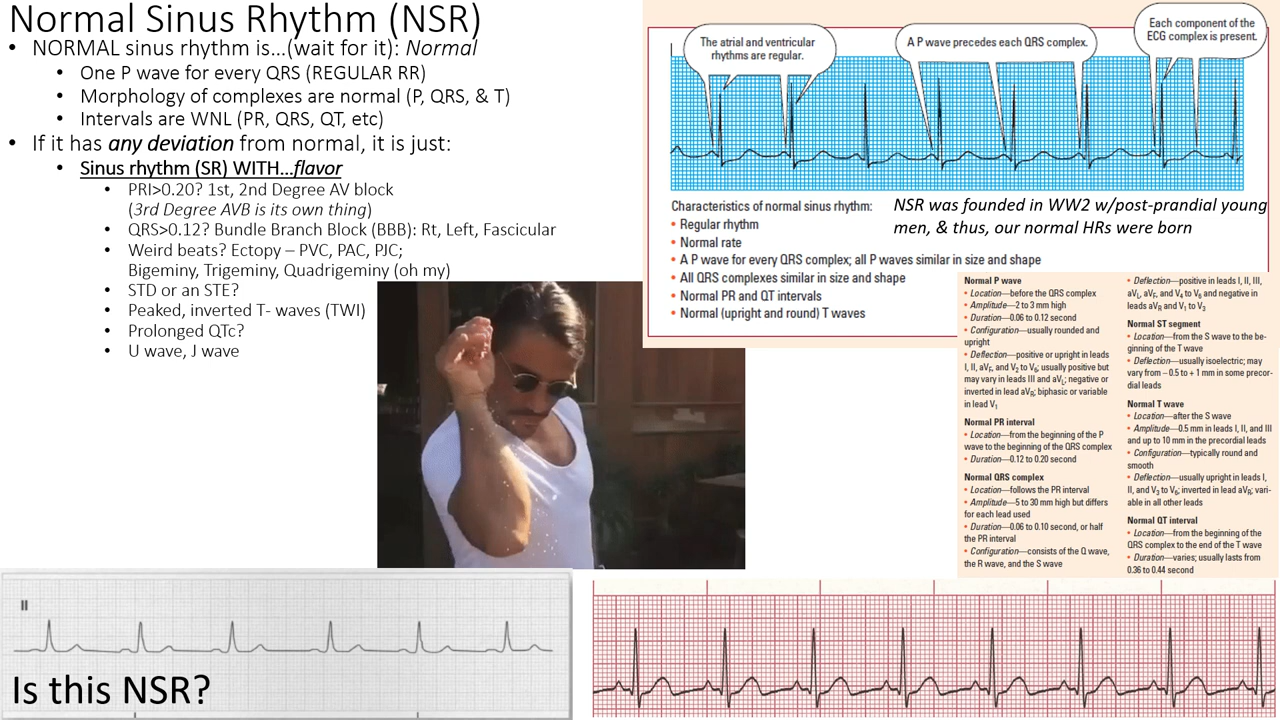 Normal Sinus Rhythm (NSR)
• NORMAL sinus rhythm is…(wait for it): Normal
• One P wave for every QRS (REGULAR RR)
• Morphology of complexes are normal (P, QRS, & T)
• Intervals are WNL (PR, QRS, QT, etc)
• If it has any deviation from normal, it is just:
• Sinus rhythm (SR) WITH…flavor
• PRI>0.20? 1st, 2nd Degree AV block
(3rd Degree AVB is its own thing)
• QRS>0.12? Bundle Branch Block (BBB): Rt, Left, Fascicular
• Weird beats? Ectopy – PVC, PAC, PJC;
Bigeminy, Trigeminy, Quadrigeminy (oh my)
• STD or an STE?
• Peaked, inverted T- waves (TWI)
• Prolonged QTc?
• U wave, J wave
The atrial and ventricular
rhythms are regular.
A P wave precedes each QRS complex.
Each component of the
ECG complex is present.
Characteristics of normal sinus rhythm:
• Regular rhythm
• Normal rate
• A P wave for every QRS complex; all P waves similar in size and shape
• All QRS complexes similar in size and shape
• Normal PR and QT intervals
• Normal (upright and round) T waves
NSR was founded in WW2 w/post-prandial young
men, & thus, our normal HRs were born
Normal P wave
• Location—before the QRS complex
• Amplitude—2 to 3 mm high
• Duration—0.06 to 0.12 second
• Configuration—usually rounded and
upright
• Deflection—positive or upright in leads
I, II, aVF, and V2 to V6; usually positive but
may vary in leads III and aVL; negative or
inverted in lead aVR; biphasic or variable
in lead V1
Normal PR interval
• Location—from the beginning of the P
wave to the beginning of the QRS complex
• Duration—0.12 to 0.20 second
Normal QRS complex
• Location—follows the PR interval
• Amplitude—5 to 30 mm high but differs
for each lead used
• Duration—0.06 to 0.10 second, or half
the PR interval
• Configuration—consists of the Q wave,
the R wave, and the S wave
• Deflection—positive in leads I, II, III,
aVL, aVF, and V4 to V6 and negative in
leads aVR and V1 to V3
Normal ST segment
• Location—from the S wave to the be-
ginning of the T wave
• Deflection—usually isoelectric; may
vary from – 0.5 to + 1 mm in some precor-
dial leads
Normal T wave
• Location—after the S wave
• Amplitude—0.5 mm in leads I, II, and III
and up to 10 mm in the precordial leads
• Configuration—typically round and
smooth
• Deflection—usually upright in leads I,
II, and V3 to V6; inverted in lead aVR; vari-
able in all other leads
Normal QT interval
• Location—from the beginning of the
QRS complex to the end of the T wave
• Duration—varies; usually lasts from
0.36 to 0.44 second
II
Is this NSR?